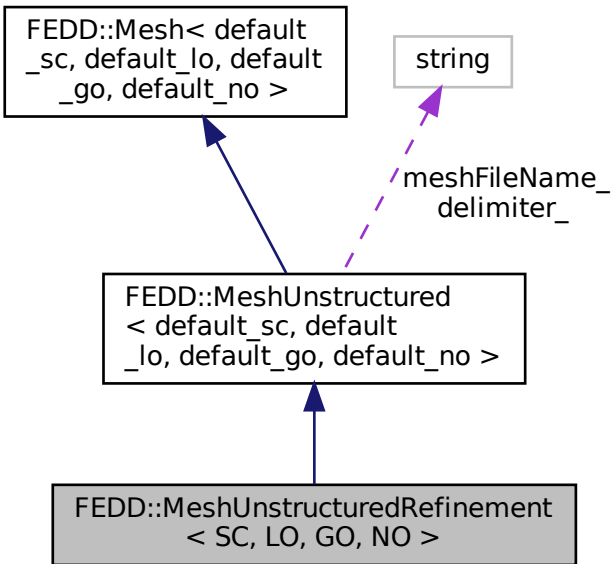 FEDD::Mesh< default
_sc, default_lo, default
_go, default_no >
string
meshFileName_
delimiter_
FEDD::MeshUnstructured
< default_sc, default
_lo, default_go, default_no >
FEDD::MeshUnstructuredRefinement
< SC, LO, GO, NO >